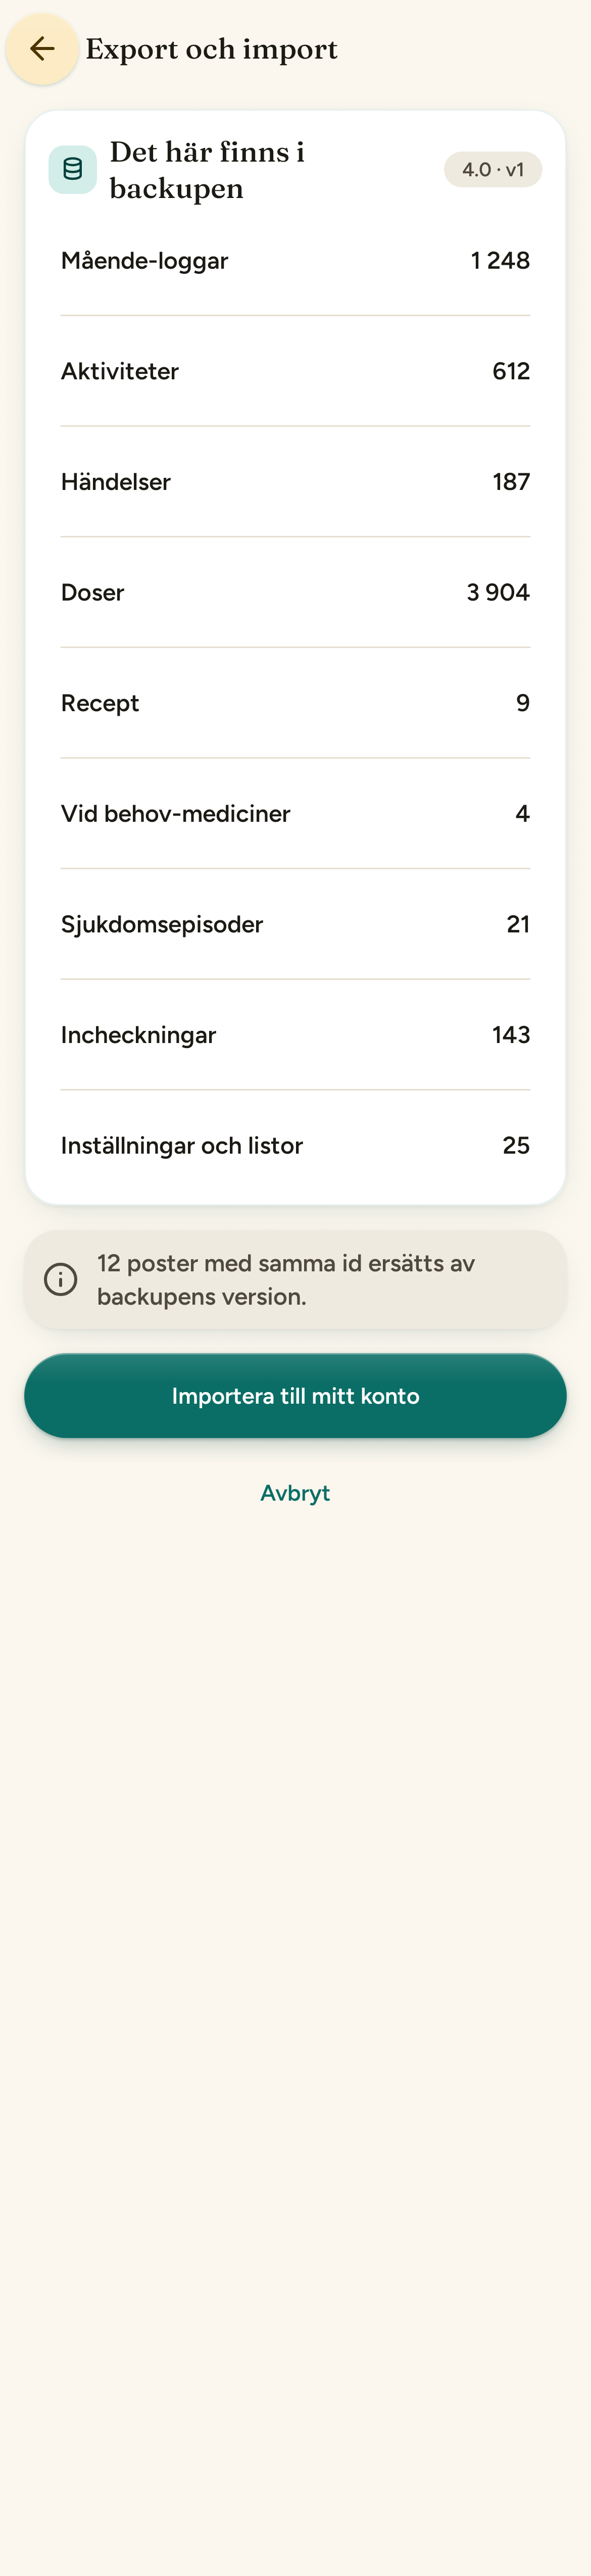 Export och import
Det här finns i
backupen
4.0 · v1
Mående-loggar 1 248
Aktiviteter 612
Händelser 187
Doser 3 904
Recept 9
Vid behov-mediciner 4
Sjukdomsepisoder 21
Incheckningar 143
Inställningar och listor 25
12 poster med samma id ersätts av
backupens version.
Importera till mitt konto
Avbryt